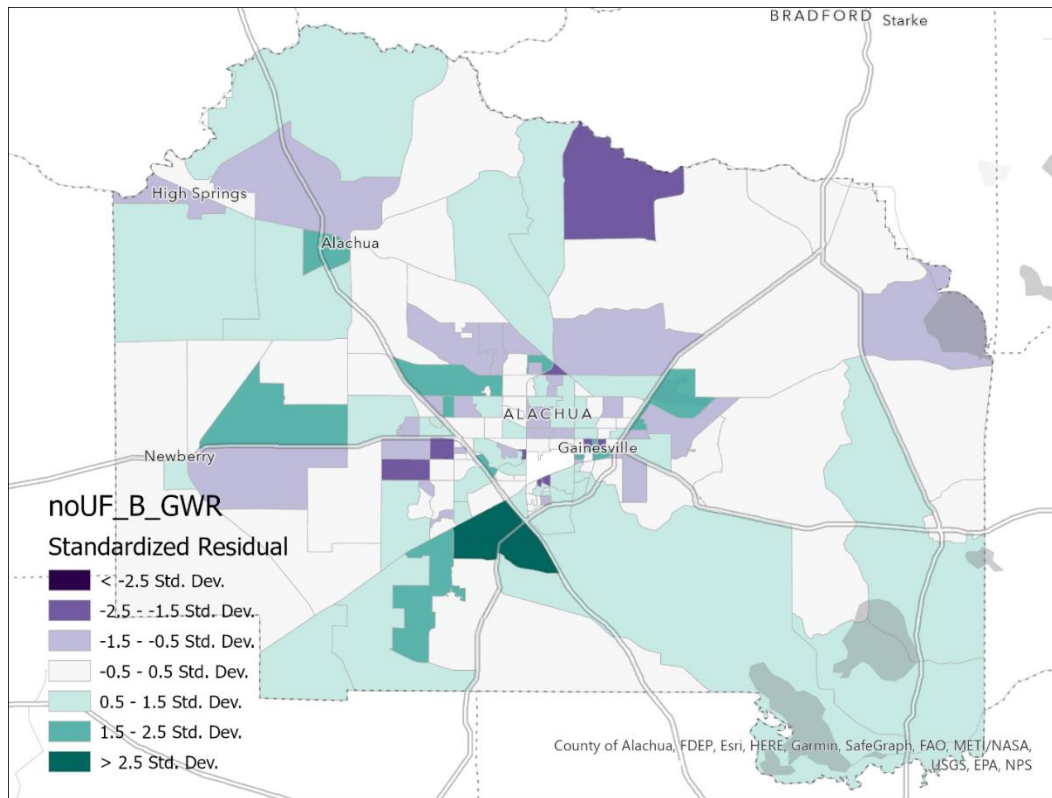 BRADFORD
Starke
High Springs
Alachua
ALACHUA
Gainesville
Newberry
noUF_B_GWR
Standardized Residual
< -2.5 Std. Dev.
-2.5 - -1.5 Std. Dev.
-1.5 - -0.5 Std. Dev.
-0.5 - 0.5 Std. Dev.
0.5 - 1.5 Std. Dev.
1.5 - 2.5 Std. Dev.
> 2.5 Std. Dev.
County of Alachua, FDEP, Esri, HERE, Garmin, SafeGraph, FAO, METI/NASA,
USGS, EPA, NPS